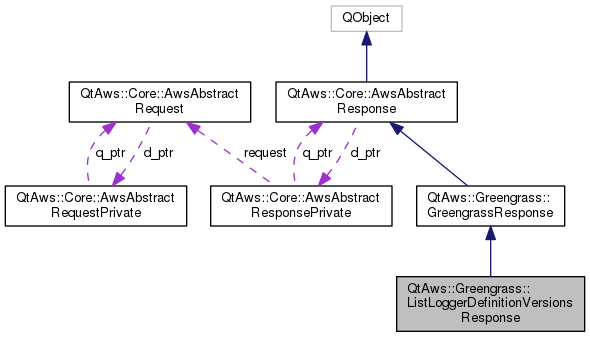 QObject
QtAws::Core::AwsAbstract
Request
QtAws::Core::AwsAbstract
Response
q_ptr
d_ptr
request
q_ptr
d_ptr
QtAws::Core::AwsAbstract
RequestPrivate
QtAws::Core::AwsAbstract
ResponsePrivate
QtAws::Greengrass::
GreengrassResponse
QtAws::Greengrass::
ListLoggerDefinitionVersions
Response